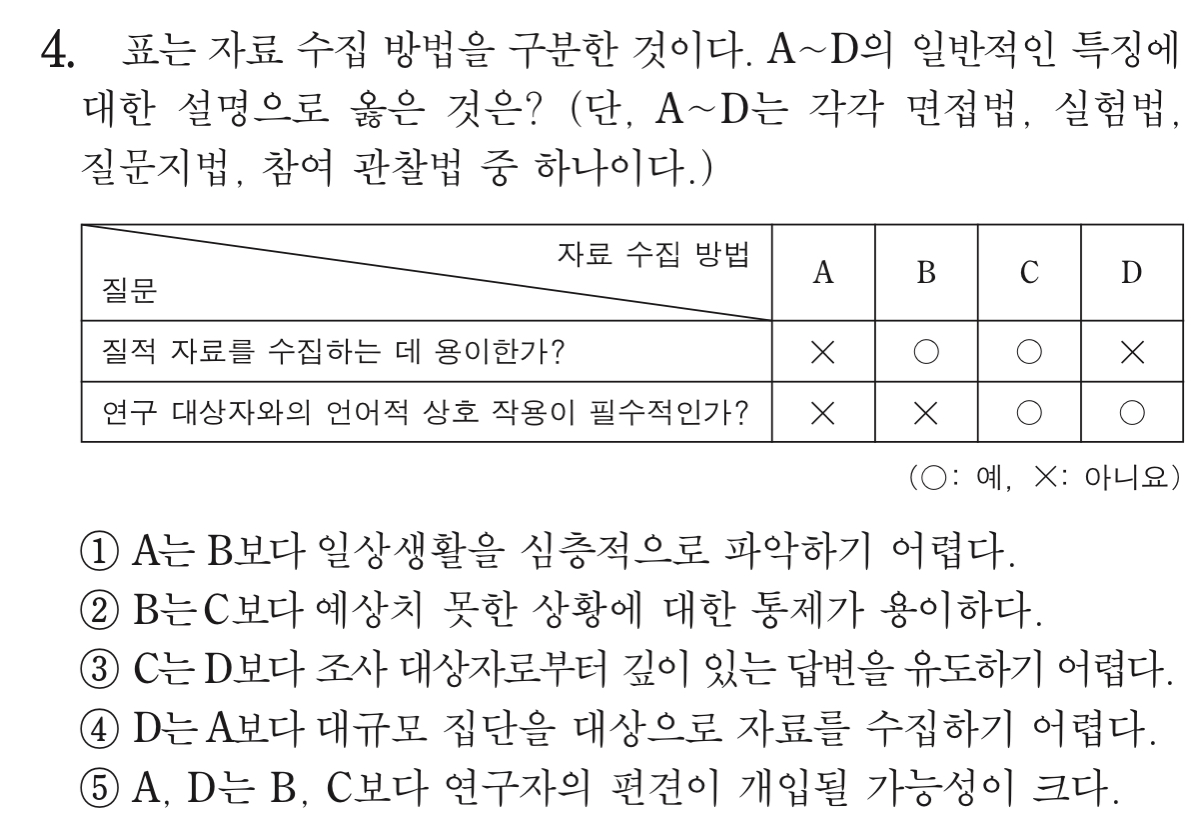 4. 표는 자료 수집 방법을 구분한 것이다. A~D의 일반적인 특징에
대한 설명으로 옳은 것은? (단, A~D는 각각 면접법, 실험법,
질문지법, 참여 관찰법 중 하나이다.)
자료 수집 방법
질문
A B C D
질적 자료를 수집하는 데 용이한가? × ○ ○ ×
연구 대상자와의 언어적 상호 작용이 필수적인가? × × ○ ○
(○: 예, ×: 아니요)
① A는 B보다 일상생활을 심층적으로 파악하기 어렵다.
② B는 C보다 예상치 못한 상황에 대한 통제가 용이하다.
③ C는 D보다 조사 대상자로부터 깊이 있는 답변을 유도하기 어렵다.
④ D는 A보다 대규모 집단을 대상으로 자료를 수집하기 어렵다.
⑤ A, D는 B, C보다 연구자의 편견이 개입될 가능성이 크다.